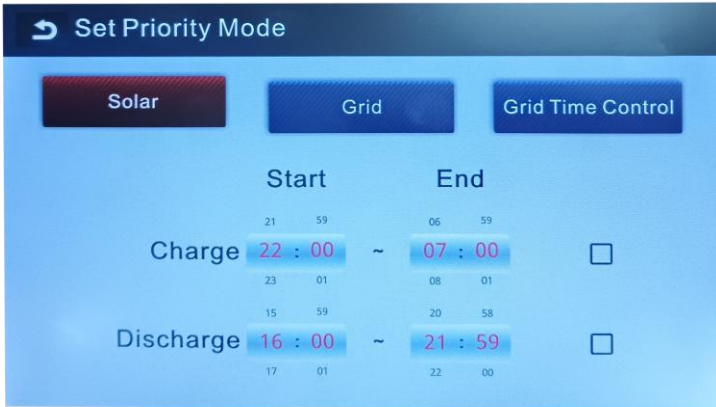 Set Priority Mode
Solar Grid Grid Time Control
Start End
21 59 06 59
Charge 22 : 00 ~ 07 : 00
23 01 08 01
15 59 20 58
Discharge 16 : 00 ~ 21 : 59
17 01 22 00